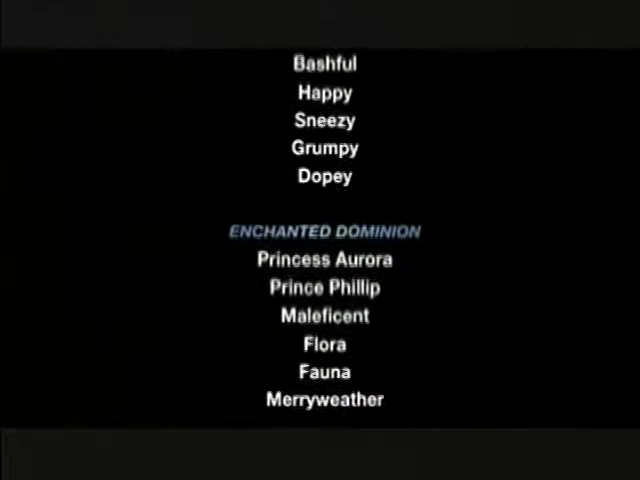 Bashful
Happy
Sneezy
Grumpy
Dopey
ENCHANTED DOMINION
Princess Aurora
Prince Phillip
Maleficent
Flora
Fauna
Merryweather